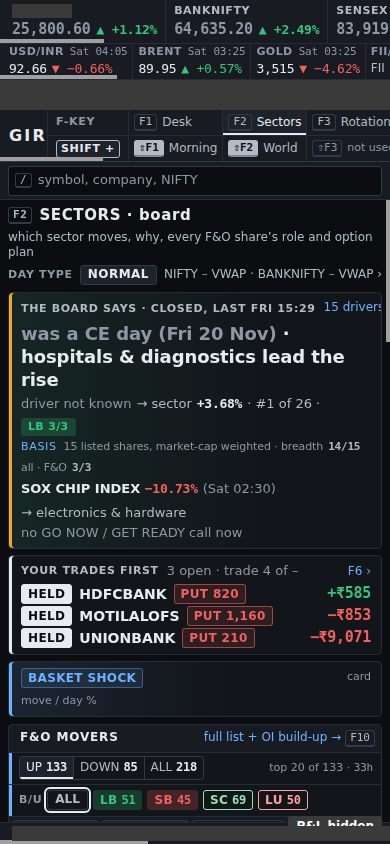 BANKNIFTY SENSEX
25,800.60 ▲ +1.12% 64,635.20 ▲ +2.49% 83,919
USD/INR Sat 04:05 BRENT Sat 03:25 GOLD Sat 03:25 FII/
92.66 ▼ −0.66% 89.95 ▲ +0.57% 3,515 ▼ −4.62% FII
GIR F-KEY F1 Desk F2 Sectors F3 Rotation
SHIFT + ⇧F1 Morning ⇧F2 World ⇧F3 not used
/ symbol, company, NIFTY
F2 SECTORS · board
which sector moves, why, every F&O share's role and option
plan
DAY TYPE NORMAL NIFTY – VWAP · BANKNIFTY – VWAP ›
THE BOARD SAYS · CLOSED, LAST FRI 15:29 15 drivers
was a CE day (Fri 20 Nov) ·
hospitals & diagnostics lead the
rise
driver not known → sector +3.68% · #1 of 26 ·
LB 3/3
BASIS 15 listed shares, market-cap weighted · breadth 14/15
all · F&O 3/3
SOX CHIP INDEX −10.73% (Sat 02:30)
→ electronics & hardware
no GO NOW / GET READY call now
YOUR TRADES FIRST 3 open · trade 4 of – F6 ›
HELD HDFCBANK PUT 820 +₹585
HELD MOTILALOFS PUT 1,160 −₹853
HELD UNIONBANK PUT 210 −₹9,071
BASKET SHOCK card
move / day %
F&O MOVERS full list + OI build-up → F10
UP 133 DOWN 85 ALL 218 top 20 of 133 · 33h
B/U ALL LB 51 SB 45 SC 69 LU 50
P&L hidden